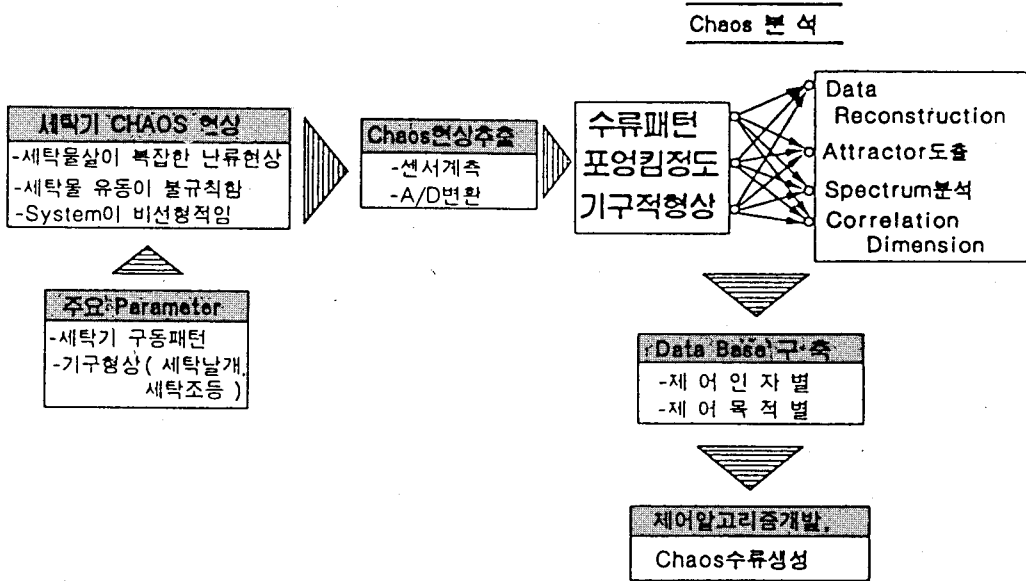 Chaos 분석
세탁기 CHAOS 현상
-세탁물살이 복잡한 난류현상
-세탁물 유동이 불규칙함
-System이 비선형적임
주요 Parameter
-세탁기 구동패턴
-기구형상( 세탁날개,
세탁조등 )
Chaos현상추출
-센서계측
-A/D변환
수류패턴
포엉킴정도
기구적형상
Data
Reconstruction
Attractor도출
Spectrum분석
Correlation
Dimension
Data Base 구축
-제 어 인 자 별
-제 어 목 적 별
제어알고리즘개발,
Chaos수류생성